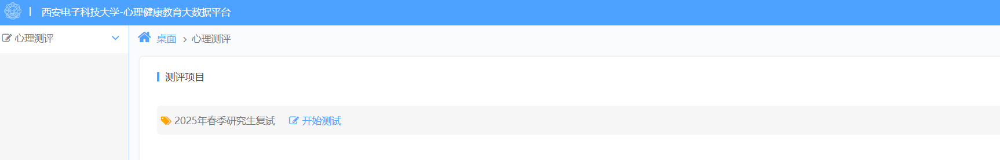 西安电子科技大学-心理健康教育大数据平台
心理测评
桌面 > 心理测评
测评项目
2025年春季研究生复试 开始测试